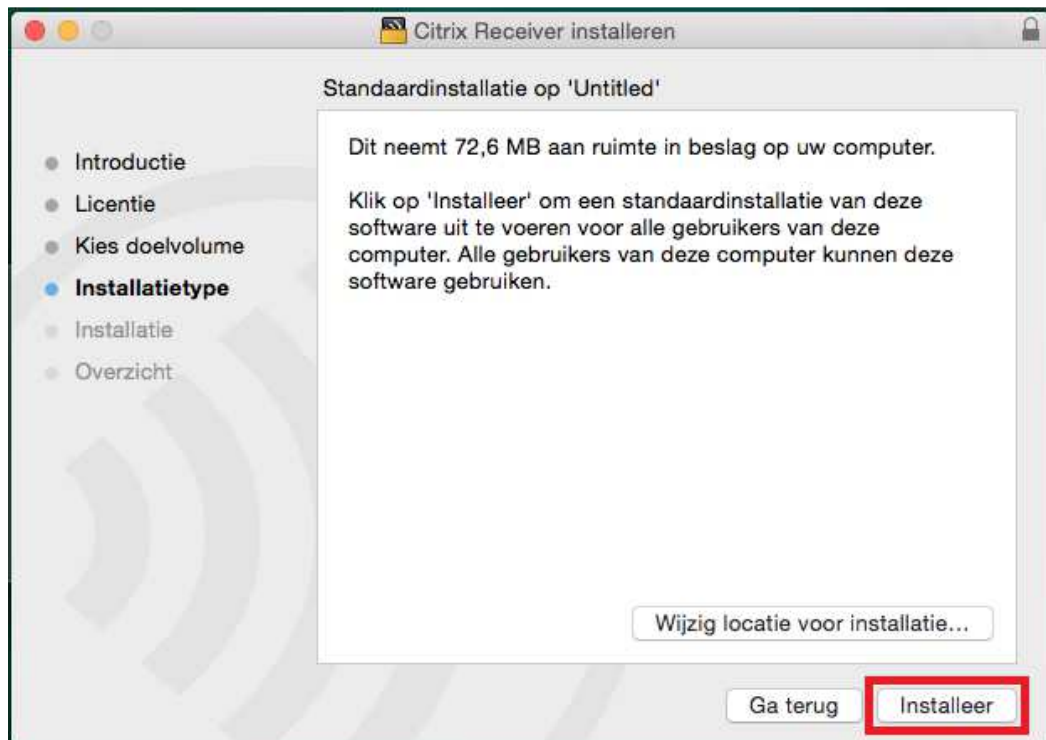 Citrix Receiver installeren
Standaardinstallatie op 'Untitled'
Introductie
Licentie
Kies doelvolume
Installatietype
Installatie
Overzicht
Dit neemt 72,6 MB aan ruimte in beslag op uw computer.
Klik op 'Installeer' om een standaardinstallatie van deze
software uit te voeren voor alle gebruikers van deze
computer. Alle gebruikers van deze computer kunnen deze
software gebruiken.
Wijzig locatie voor installatie...
Ga terug
Installeer